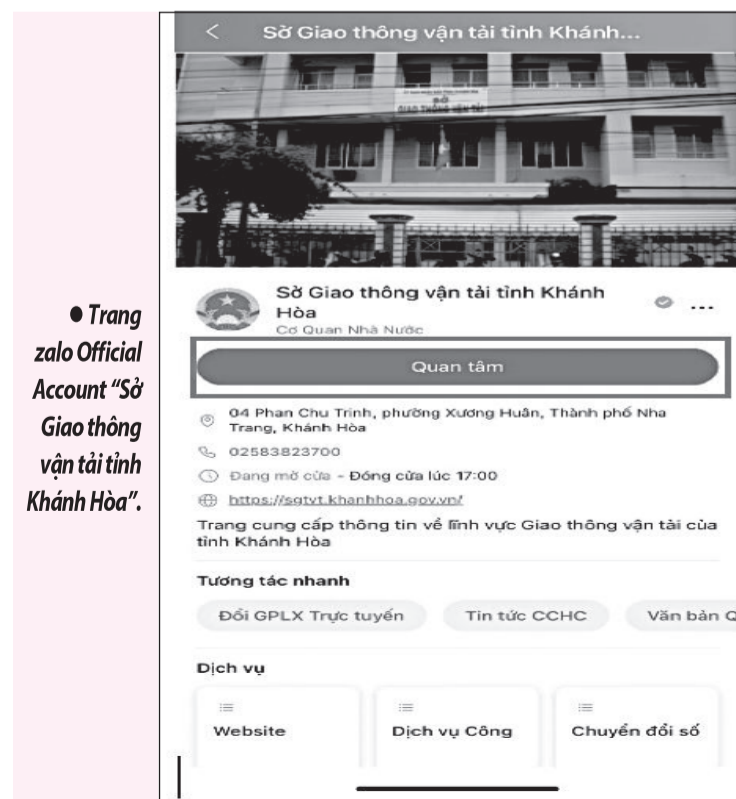 Sở Giao thông vận tải tỉnh Khánh...
SỞ
GIAO THÔNG VẬN TẢI
Sở Giao thông vận tải tỉnh Khánh
Hòa
Cơ Quan Nhà Nước
Quan tâm
04 Phan Chu Trinh, phường Xương Huân, Thành phố Nha
Trang, Khánh Hòa
02583823700
Đang mở cửa - Đóng cửa lúc 17:00
https://sgtvt.khanhhoa.gov.vn/
Trang cung cấp thông tin về lĩnh vực Giao thông vận tải của
tỉnh Khánh Hòa
Tương tác nhanh
Đổi GPLX Trực tuyến Tin tức CCHC Văn bản Q
Dịch vụ
Website Dịch vụ Công Chuyển đổi số
● Trang
zalo Official
Account “Sở
Giao thông
vận tải tỉnh
Khánh Hòa”.